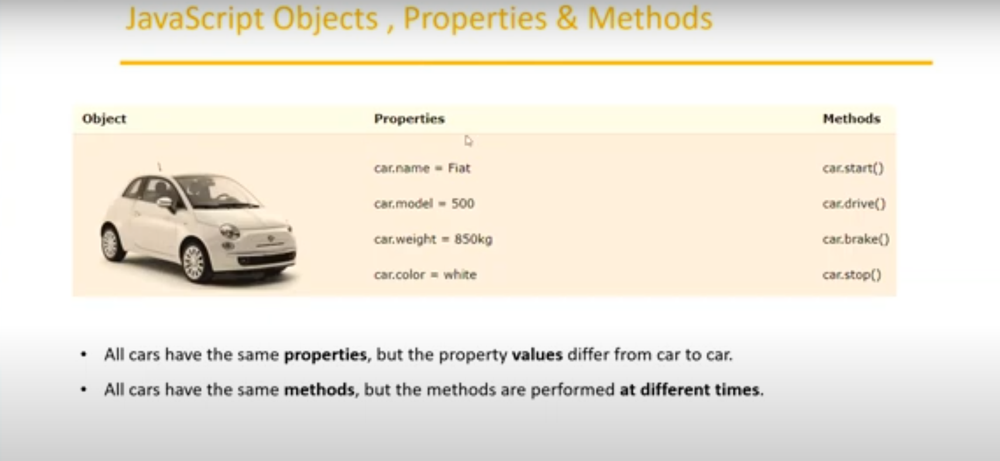 JavaScript Objects , Properties & Methods
Object Properties Methods
car.name = Fiat car.start()
car.model = 500 car.drive()
car.weight = 850kg car.brake()
car.color = white car.stop()
• All cars have the same properties, but the property values differ from car to car.
• All cars have the same methods, but the methods are performed at different times.